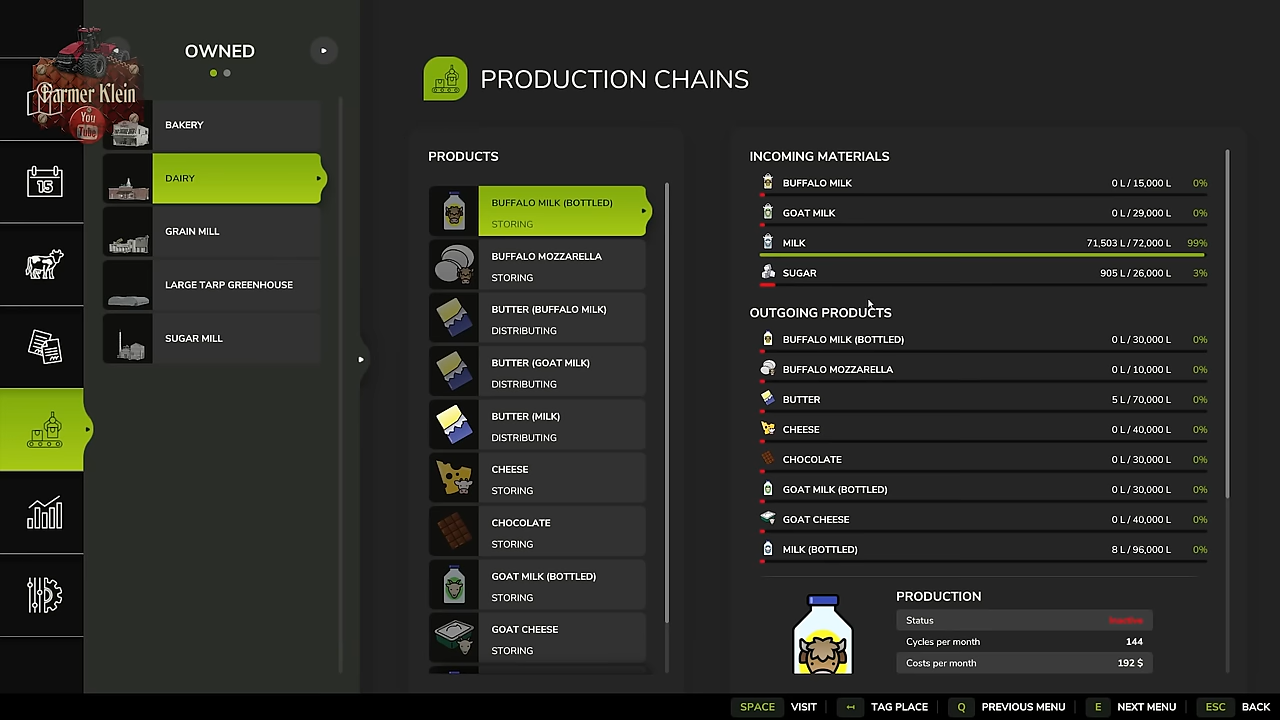 OWNED
Farmer Klein
You
Tube
15
BAKERY
DAIRY
GRAIN MILL
LARGE TARP GREENHOUSE
SUGAR MILL
PRODUCTION CHAINS
PRODUCTS
BUFFALO MILK (BOTTLED)
STORING
BUFFALO MOZZARELLA
STORING
BUTTER (BUFFALO MILK)
DISTRIBUTING
BUTTER (GOAT MILK)
DISTRIBUTING
BUTTER (MILK)
DISTRIBUTING
CHEESE
STORING
CHOCOLATE
STORING
GOAT MILK (BOTTLED)
STORING
GOAT CHEESE
STORING
INCOMING MATERIALS
BUFFALO MILK 0 L / 15,000 L 0%
GOAT MILK 0 L / 29,000 L 0%
MILK 71,503 L / 72,000 L 99%
SUGAR 905 L / 26,000 L 3%
OUTGOING PRODUCTS
BUFFALO MILK (BOTTLED) 0 L / 30,000 L 0%
BUFFALO MOZZARELLA 0 L / 10,000 L 0%
BUTTER 5 L / 70,000 L 0%
CHEESE 0 L / 40,000 L 0%
CHOCOLATE 0 L / 30,000 L 0%
GOAT MILK (BOTTLED) 0 L / 30,000 L 0%
GOAT CHEESE 0 L / 40,000 L 0%
MILK (BOTTLED) 8 L / 96,000 L 0%
PRODUCTION
Status Inactive
Cycles per month 144
Costs per month 192 $
SPACE VISIT TAG PLACE Q PREVIOUS MENU E NEXT MENU ESC BACK